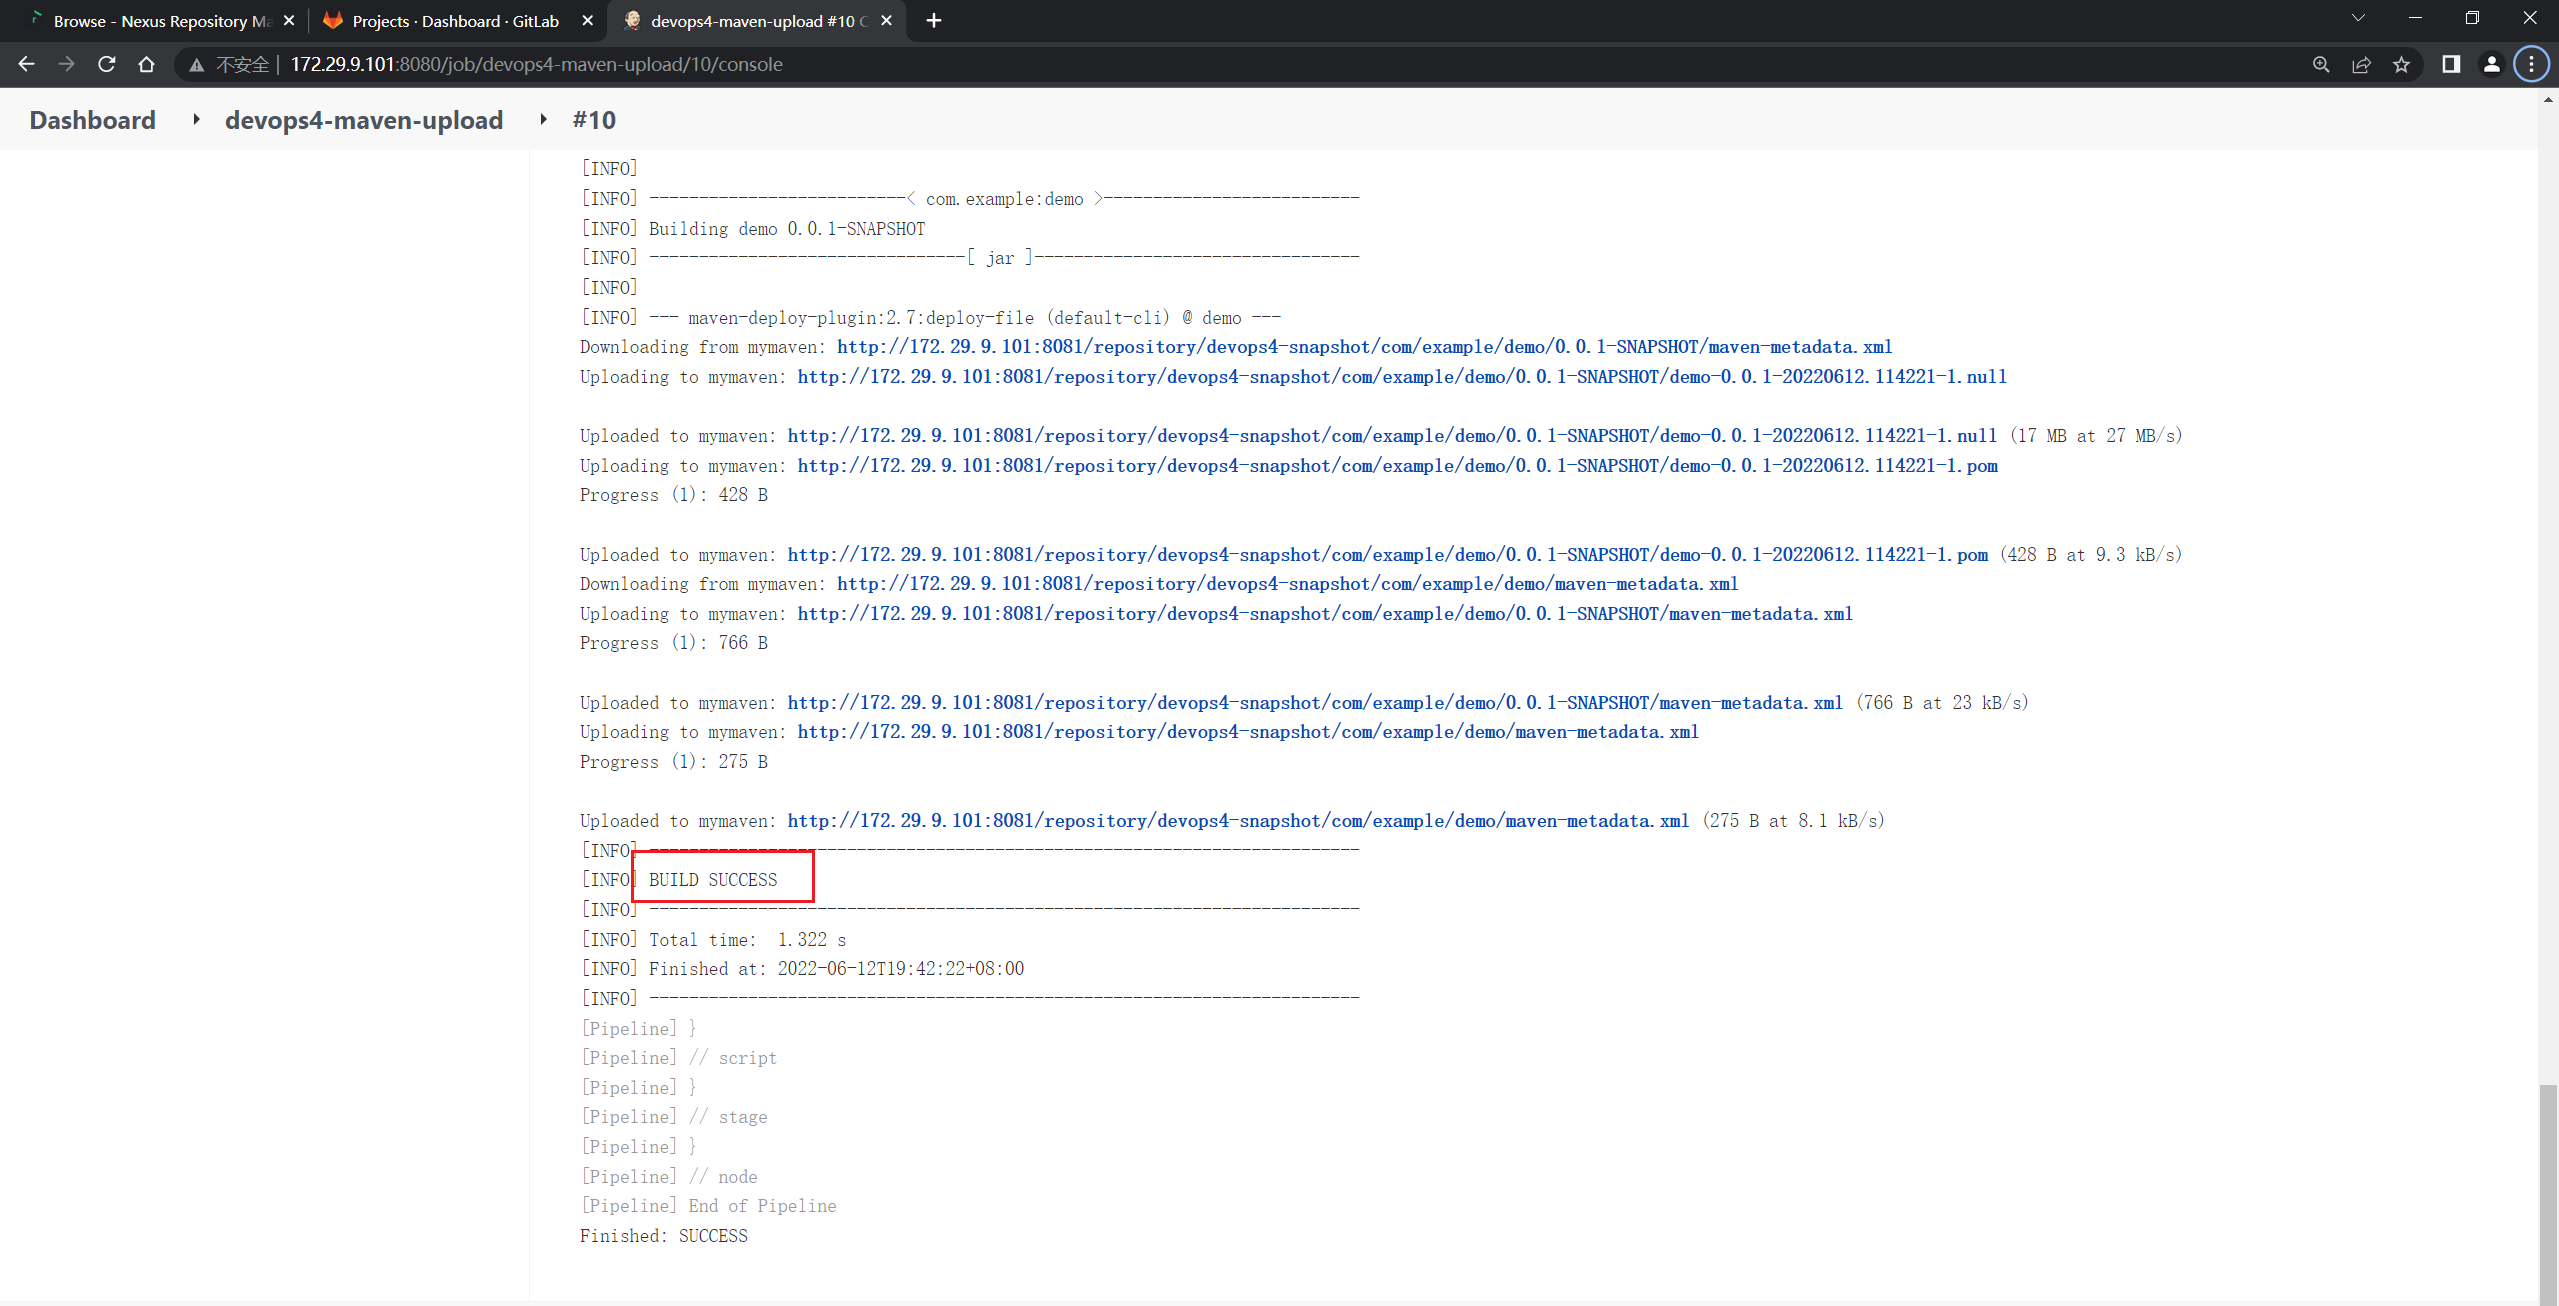 Browse - Nexus Repository Ma
Projects · Dashboard · GitLab
devops4-maven-upload #10 C
不安全 | 172.29.9.101:8080/job/devops4-maven-upload/10/console
Dashboard devops4-maven-upload #10
[INFO]
[INFO] --------------------------< com.example:demo >--------------------------
[INFO] Building demo 0.0.1-SNAPSHOT
[INFO] --------------------------------[ jar ]---------------------------------
[INFO]
[INFO] --- maven-deploy-plugin:2.7:deploy-file (default-cli) @ demo ---
Downloading from mymaven: http://172.29.9.101:8081/repository/devops4-snapshot/com/example/demo/0.0.1-SNAPSHOT/maven-metadata.xml
Uploading to mymaven: http://172.29.9.101:8081/repository/devops4-snapshot/com/example/demo/0.0.1-SNAPSHOT/demo-0.0.1-20220612.114221-1.null
Uploaded to mymaven: http://172.29.9.101:8081/repository/devops4-snapshot/com/example/demo/0.0.1-SNAPSHOT/demo-0.0.1-20220612.114221-1.null (17 MB at 27 MB/s)
Uploading to mymaven: http://172.29.9.101:8081/repository/devops4-snapshot/com/example/demo/0.0.1-SNAPSHOT/demo-0.0.1-20220612.114221-1.pom
Progress (1): 428 B
Uploaded to mymaven: http://172.29.9.101:8081/repository/devops4-snapshot/com/example/demo/0.0.1-SNAPSHOT/demo-0.0.1-20220612.114221-1.pom (428 B at 9.3 kB/s)
Downloading from mymaven: http://172.29.9.101:8081/repository/devops4-snapshot/com/example/demo/maven-metadata.xml
Uploading to mymaven: http://172.29.9.101:8081/repository/devops4-snapshot/com/example/demo/0.0.1-SNAPSHOT/maven-metadata.xml
Progress (1): 766 B
Uploaded to mymaven: http://172.29.9.101:8081/repository/devops4-snapshot/com/example/demo/0.0.1-SNAPSHOT/maven-metadata.xml (766 B at 23 kB/s)
Uploading to mymaven: http://172.29.9.101:8081/repository/devops4-snapshot/com/example/demo/maven-metadata.xml
Progress (1): 275 B
Uploaded to mymaven: http://172.29.9.101:8081/repository/devops4-snapshot/com/example/demo/maven-metadata.xml (275 B at 8.1 kB/s)
[INFO] ------------------------------------------------------------------------
[INFO] BUILD SUCCESS
[INFO] ------------------------------------------------------------------------
[INFO] Total time:  1.322 s
[INFO] Finished at: 2022-06-12T19:42:22+08:00
[INFO] ------------------------------------------------------------------------
[Pipeline] }
[Pipeline] // script
[Pipeline] }
[Pipeline] // stage
[Pipeline] }
[Pipeline] // node
[Pipeline] End of Pipeline
Finished: SUCCESS